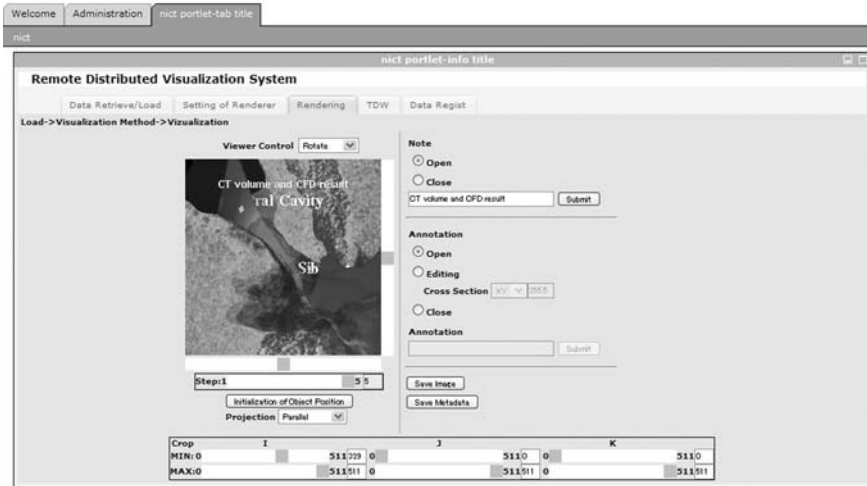 Welcome Administration nict portlet-tab title
nict
nict portlet-info title
Remote Distributed Visualization System
Data Retrieve/Load Setting of Renderer Rendering TDW Data Regist
Load->Visualization Method->Vizualization
Viewer Control Rotate
CT volume and CFD result
ral Cavity
Sib
Step:1 5 5
Initialization of Object Position
Projection Parallel
Note
Open
Close
CT volume and CFD result Submit
Annotation
Open
Editing
Cross Section XY
Close
Annotation
Submit
Save Image
Save Metadata
Crop I J K
MIN:0 511 329 0 511 0 0 511 0
MAX:0 511 511 0 511 511 0 511 511